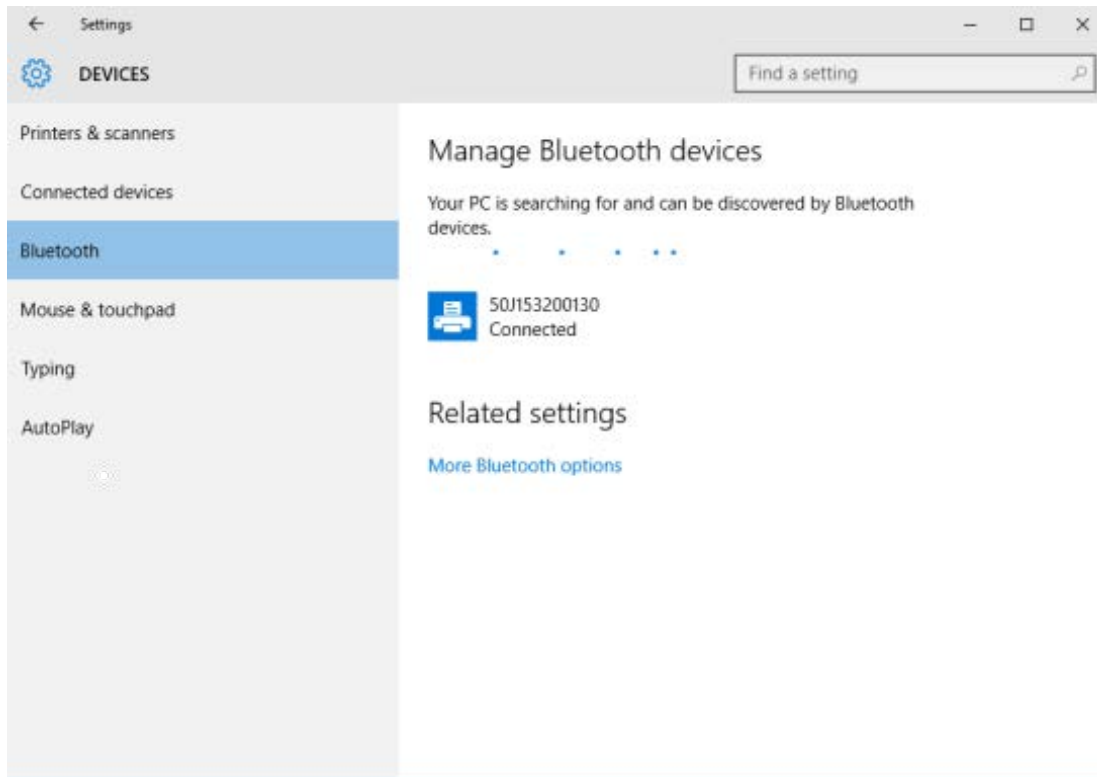 Settings
DEVICES
Find a setting
Printers & scanners
Connected devices
Bluetooth
Mouse & touchpad
Typing
AutoPlay
Manage Bluetooth devices
Your PC is searching for and can be discovered by Bluetooth
devices.
50J153200130
Connected
Related settings
More Bluetooth options